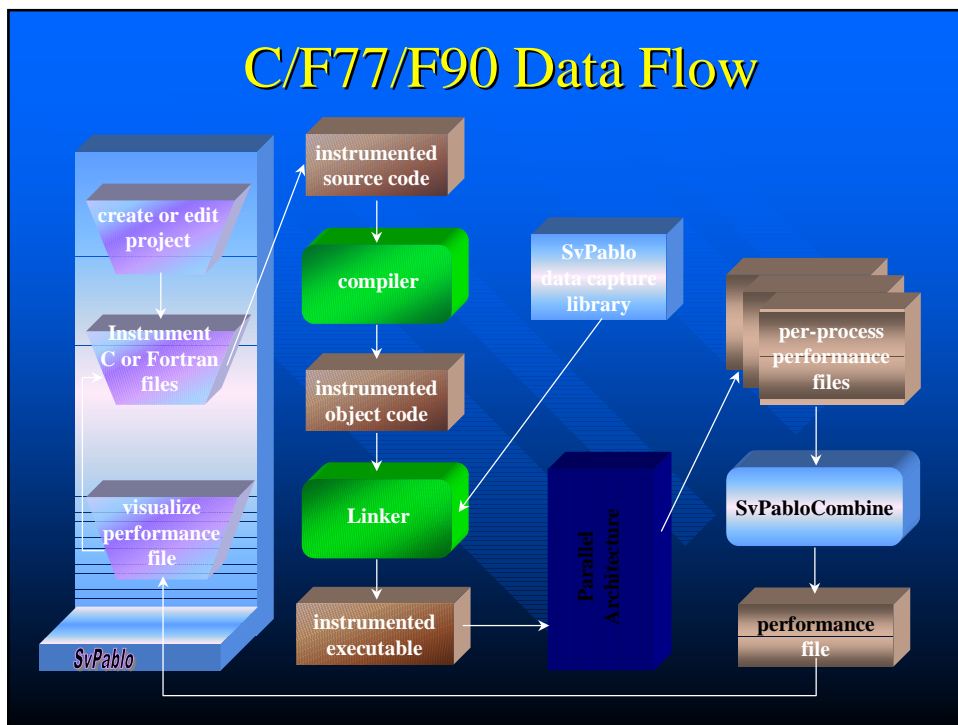 C/F77/F90 Data Flow
create or edit
project
Instrument
C or Fortran
files
visualize
performance
file
SvPablo
instrumented
source code
compiler
instrumented
object code
Linker
instrumented
executable
SvPablo
data capture
library
Parallel
Architecture
per-process
performance
files
SvPabloCombine
performance
file